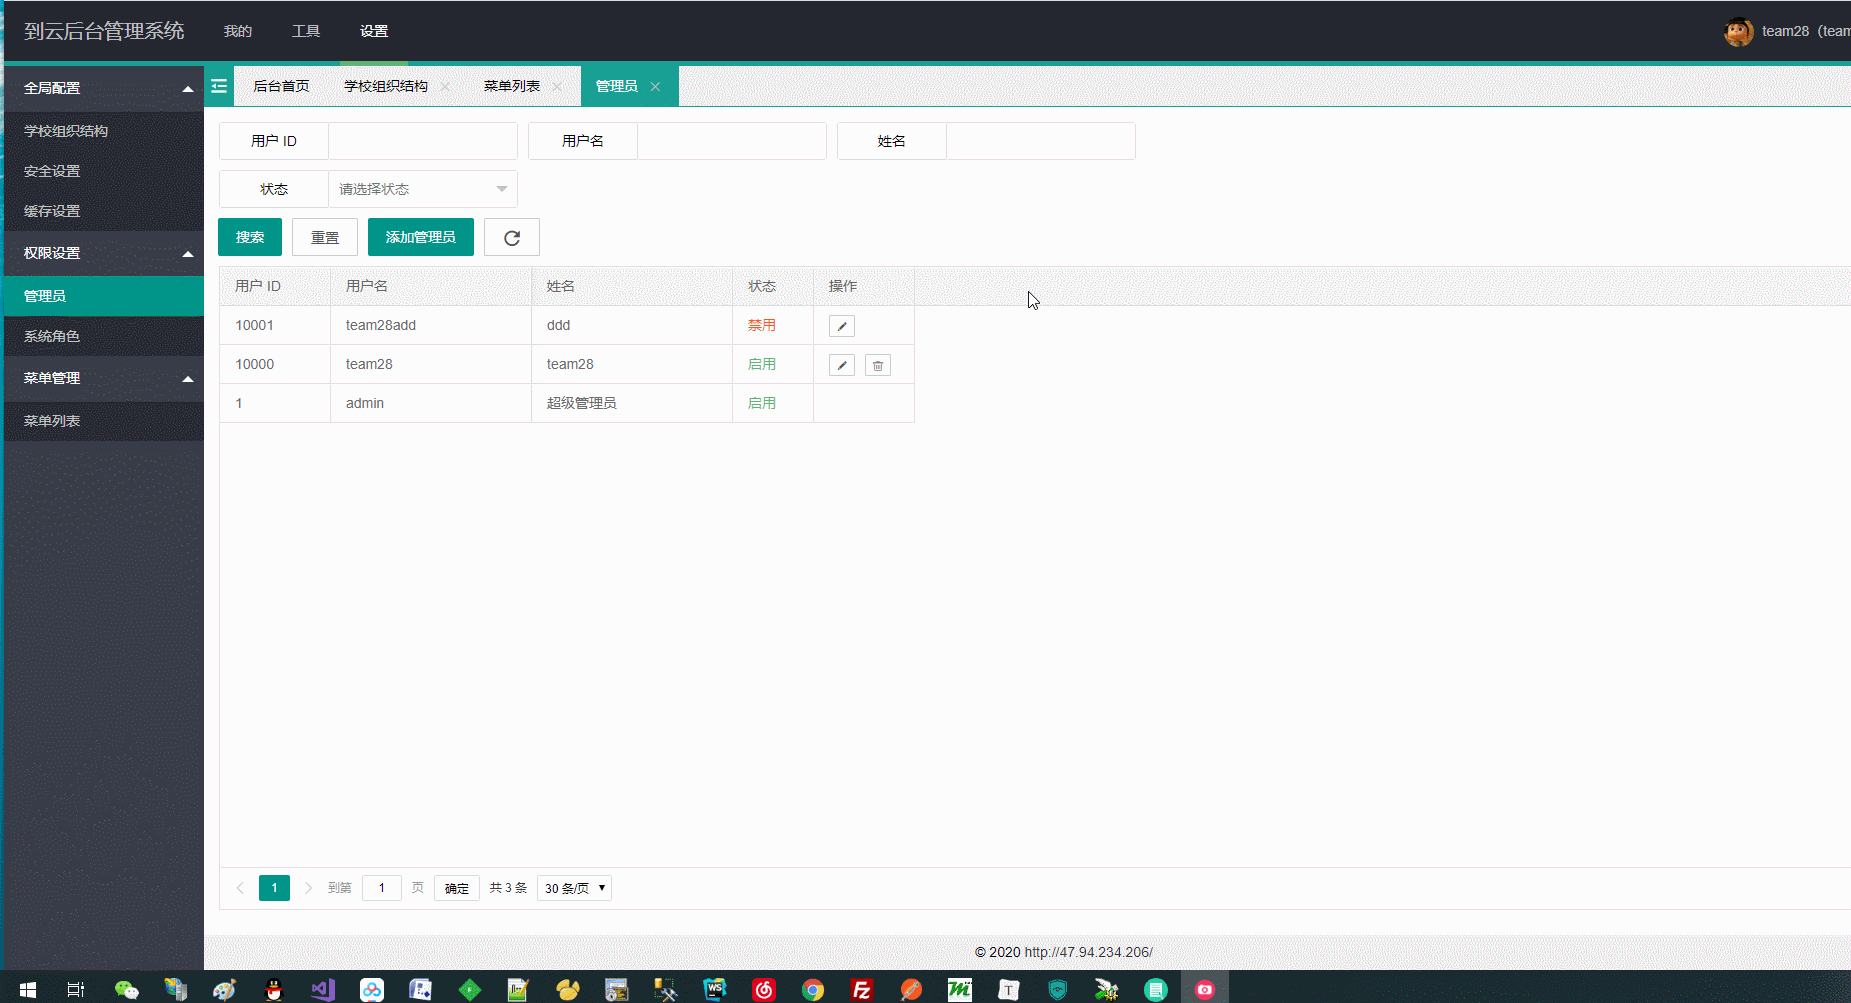 到云后台管理系统 我的 工具 设置 team28 (team
全局配置
学校组织结构
安全设置
缓存设置
权限设置
管理员
系统角色
菜单管理
菜单列表
后台首页 学校组织结构 菜单列表 管理员
用户 ID 用户名 姓名
状态 请选择状态
搜索 重置 添加管理员
用户 ID 用户名 姓名 状态 操作
10001 team28add ddd 禁用
10000 team28 team28 启用
1 admin 超级管理员 启用
1 到第 1 页 确定 共 3 条 30 条/页
© 2020 http://47.94.234.206/